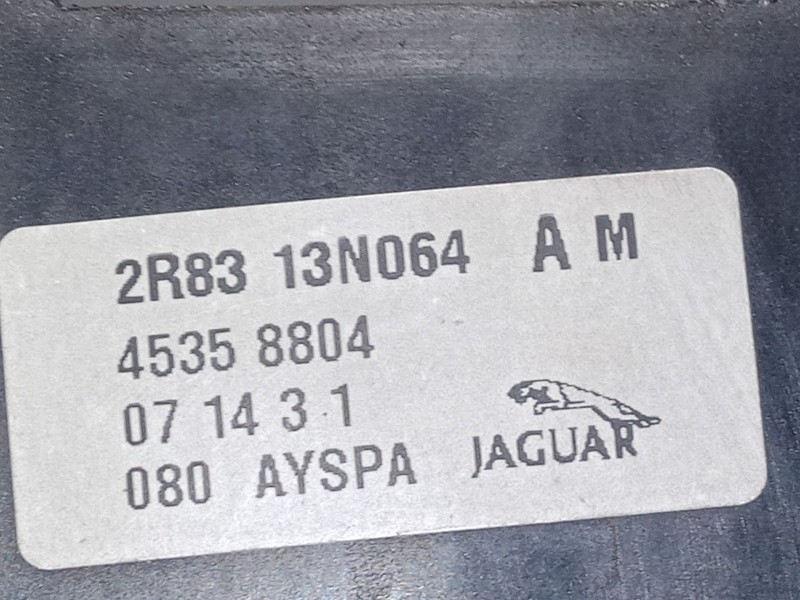 2R83 13N064 A M
4535 8804
07 14 3 1
080 AYSPA
JAGUAR